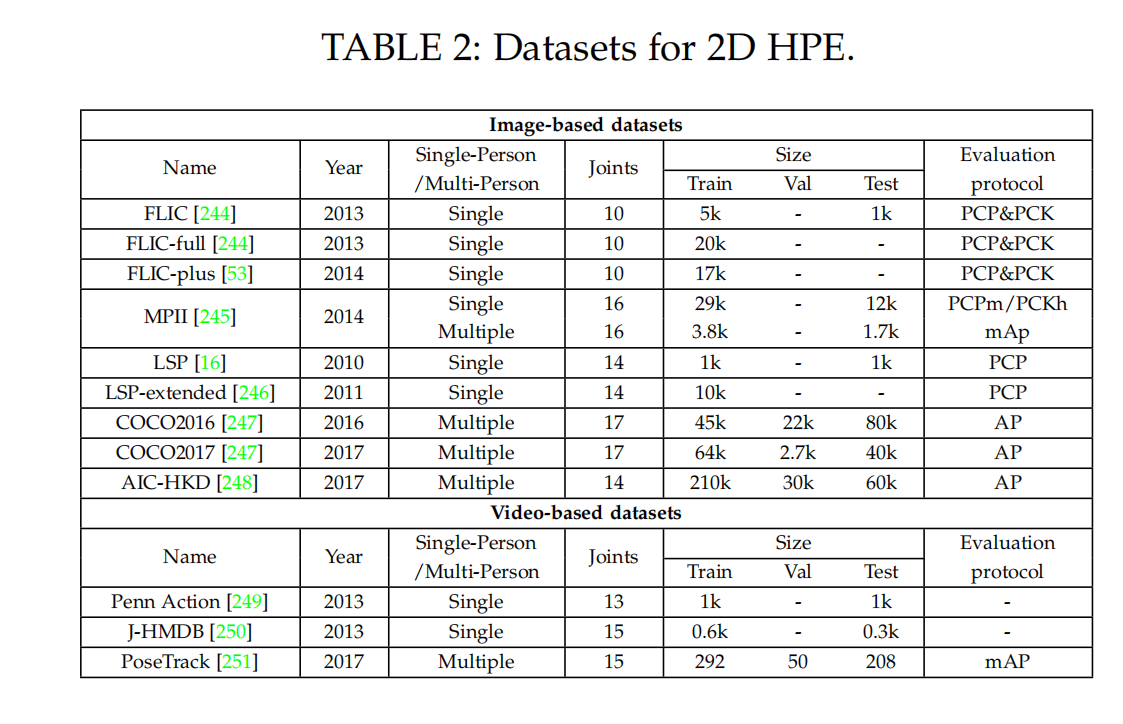 TABLE 2: Datasets for 2D HPE.
Image-based datasets
Name Year Single-Person /Multi-Person Joints Size Evaluation protocol
Train Val Test
FLIC [244] 2013 Single 10 5k - 1k PCP&PCK
FLIC-full [244] 2013 Single 10 20k - - PCP&PCK
FLIC-plus [53] 2014 Single 10 17k - - PCP&PCK
MPII [245] 2014 Single 16 29k - 12k PCPm/PCKh
Multiple 16 3.8k - 1.7k mAp
LSP [16] 2010 Single 14 1k - 1k PCP
LSP-extended [246] 2011 Single 14 10k - - PCP
COCO2016 [247] 2016 Multiple 17 45k 22k 80k AP
COCO2017 [247] 2017 Multiple 17 64k 2.7k 40k AP
AIC-HKD [248] 2017 Multiple 14 210k 30k 60k AP
Video-based datasets
Name Year Single-Person /Multi-Person Joints Size Evaluation protocol
Train Val Test
Penn Action [249] 2013 Single 13 1k - 1k -
J-HMDB [250] 2013 Single 15 0.6k - 0.3k -
PoseTrack [251] 2017 Multiple 15 292 50 208 mAP